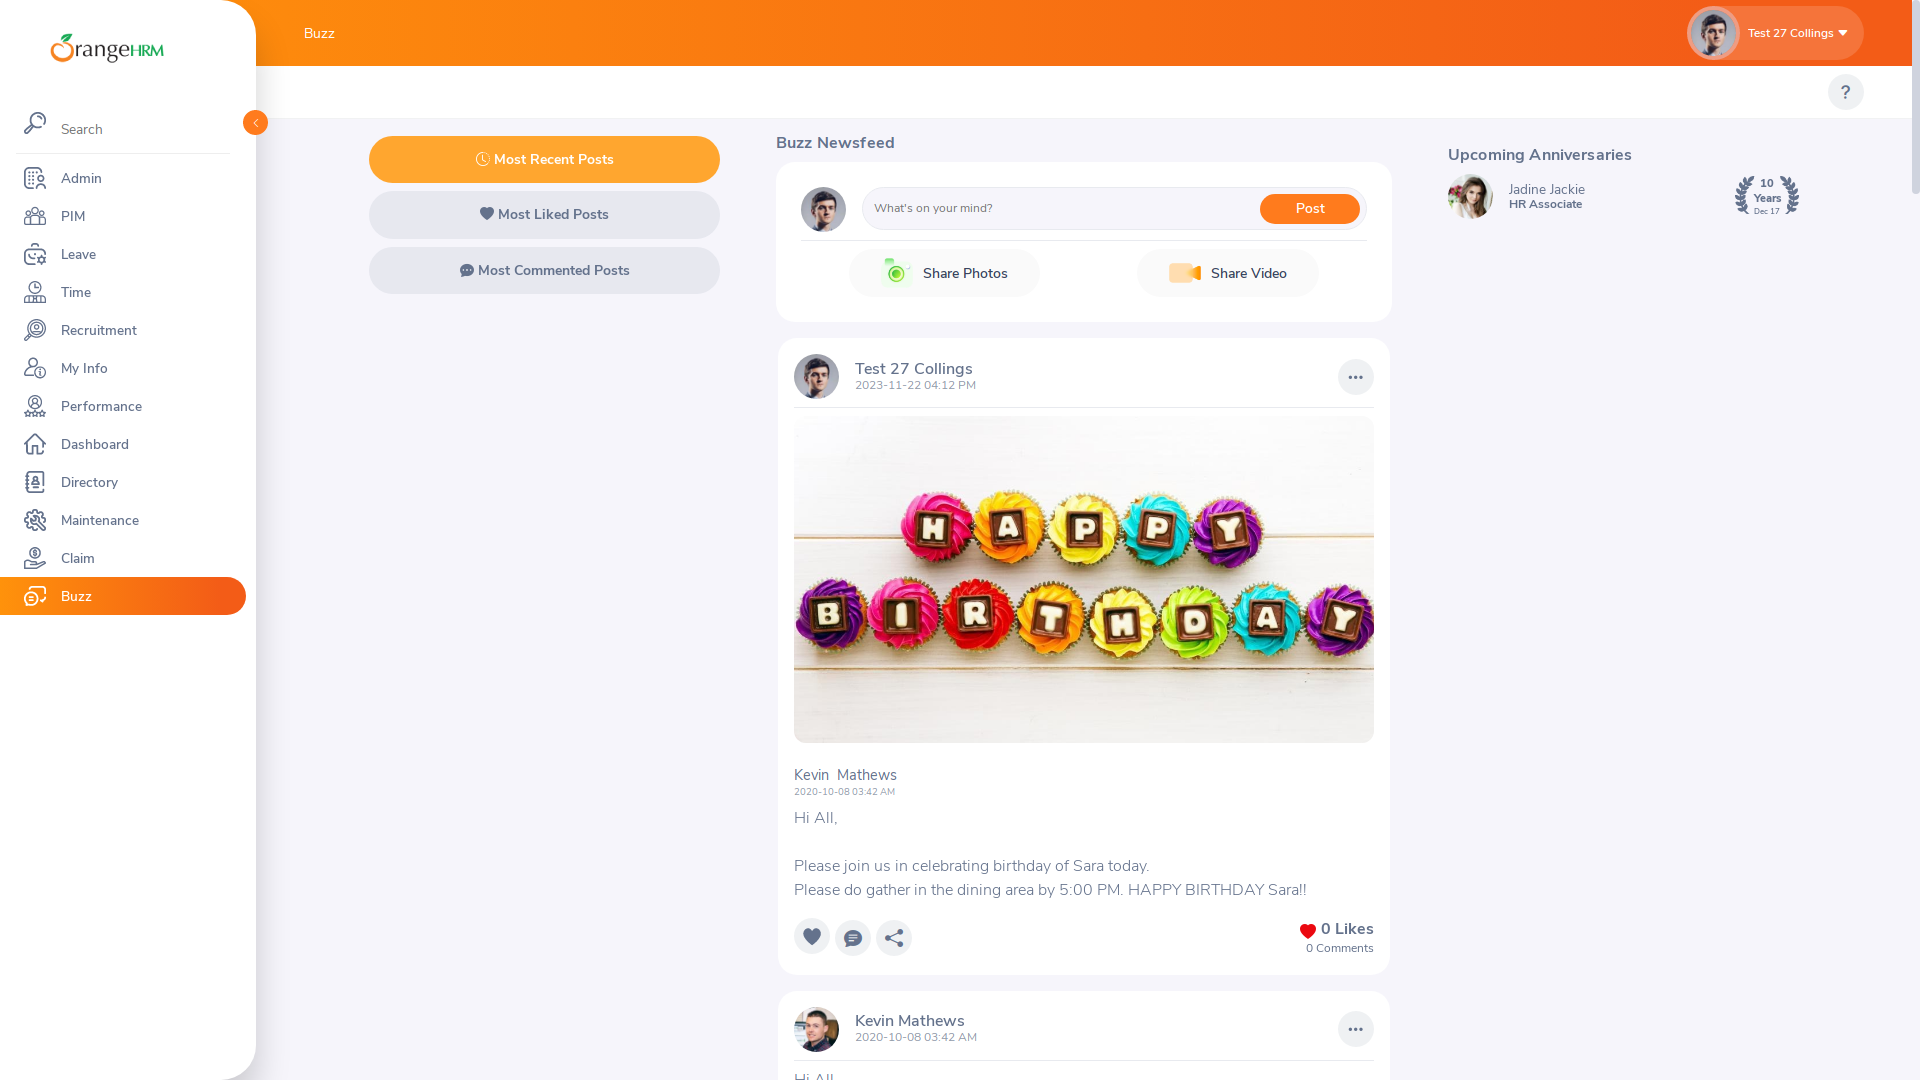 OrangeHRM
Buzz
Test 27 Collings
?
Search
Admin
PIM
Leave
Time
Recruitment
My Info
Performance
Dashboard
Directory
Maintenance
Claim
Buzz
Most Recent Posts
Most Liked Posts
Most Commented Posts
Buzz Newsfeed
What's on your mind?
Post
Share Photos
Share Video
Test 27 Collings
2023-11-22 04:12 PM
HAPPY
BIRTHDAY
Kevin  Mathews
2020-10-08 03:42 AM
Hi All,
Please join us in celebrating birthday of Sara today.
Please do gather in the dining area by 5:00 PM. HAPPY BIRTHDAY Sara!!
0 Likes
0 Comments
Kevin Mathews
2020-10-08 03:42 AM
Hi All,
Upcoming Anniversaries
Jadine Jackie
HR Associate
10
Years
Dec 17